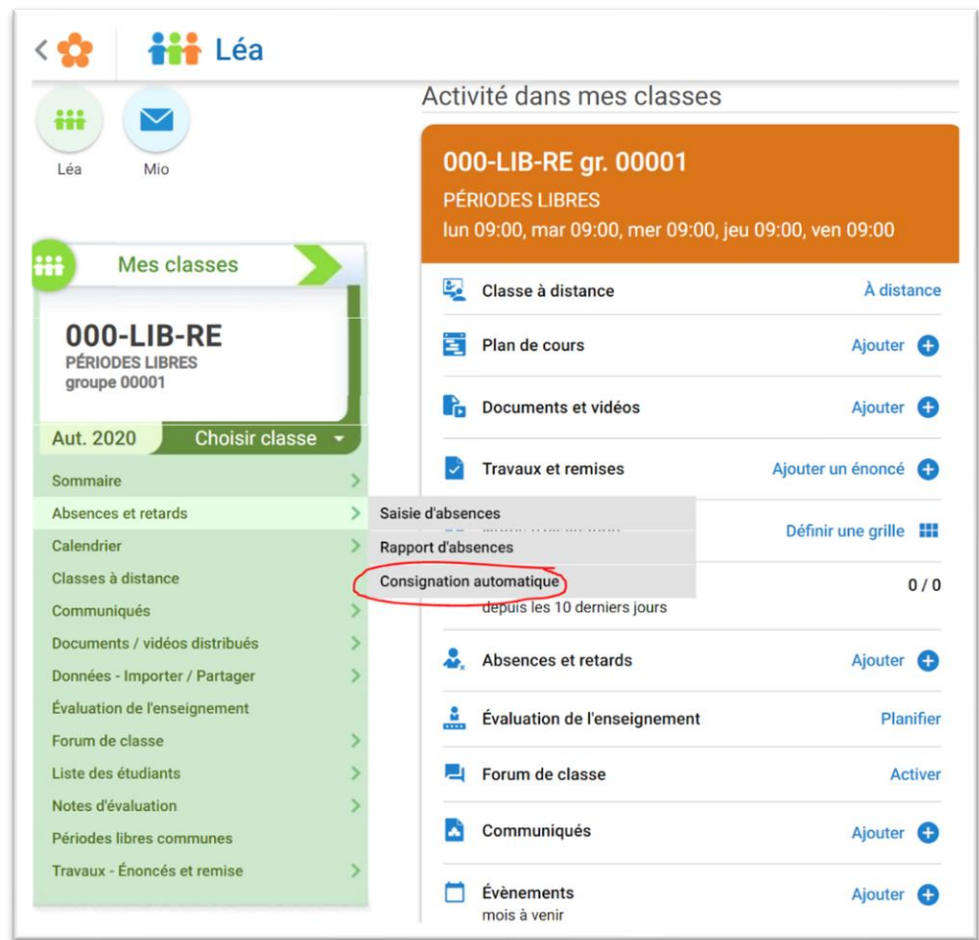 Léa
Léa
Mio
Mes classes
000-LIB-RE
PÉRIODES LIBRES
groupe 00001
Aut. 2020
Choisir classe
Sommaire
Absences et retards
Calendrier
Classes à distance
Communiqués
Documents / vidéos distribués
Données - Importer / Partager
Évaluation de l'enseignement
Forum de classe
Liste des étudiants
Notes d'évaluation
Périodes libres communes
Travaux - Énoncés et remise
Saisie d'absences
Rapport d'absences
Consignation automatique
Activité dans mes classes
000-LIB-RE gr. 00001
PÉRIODES LIBRES
lun 09:00, mar 09:00, mer 09:00, jeu 09:00, ven 09:00
Classe à distance À distance
Plan de cours Ajouter
Documents et vidéos Ajouter
Travaux et remises Ajouter un énoncé
Définir une grille
0 / 0
depuis les 10 derniers jours
Absences et retards Ajouter
Évaluation de l'enseignement Planifier
Forum de classe Activer
Communiqués Ajouter
Évènements Ajouter
mois à venir